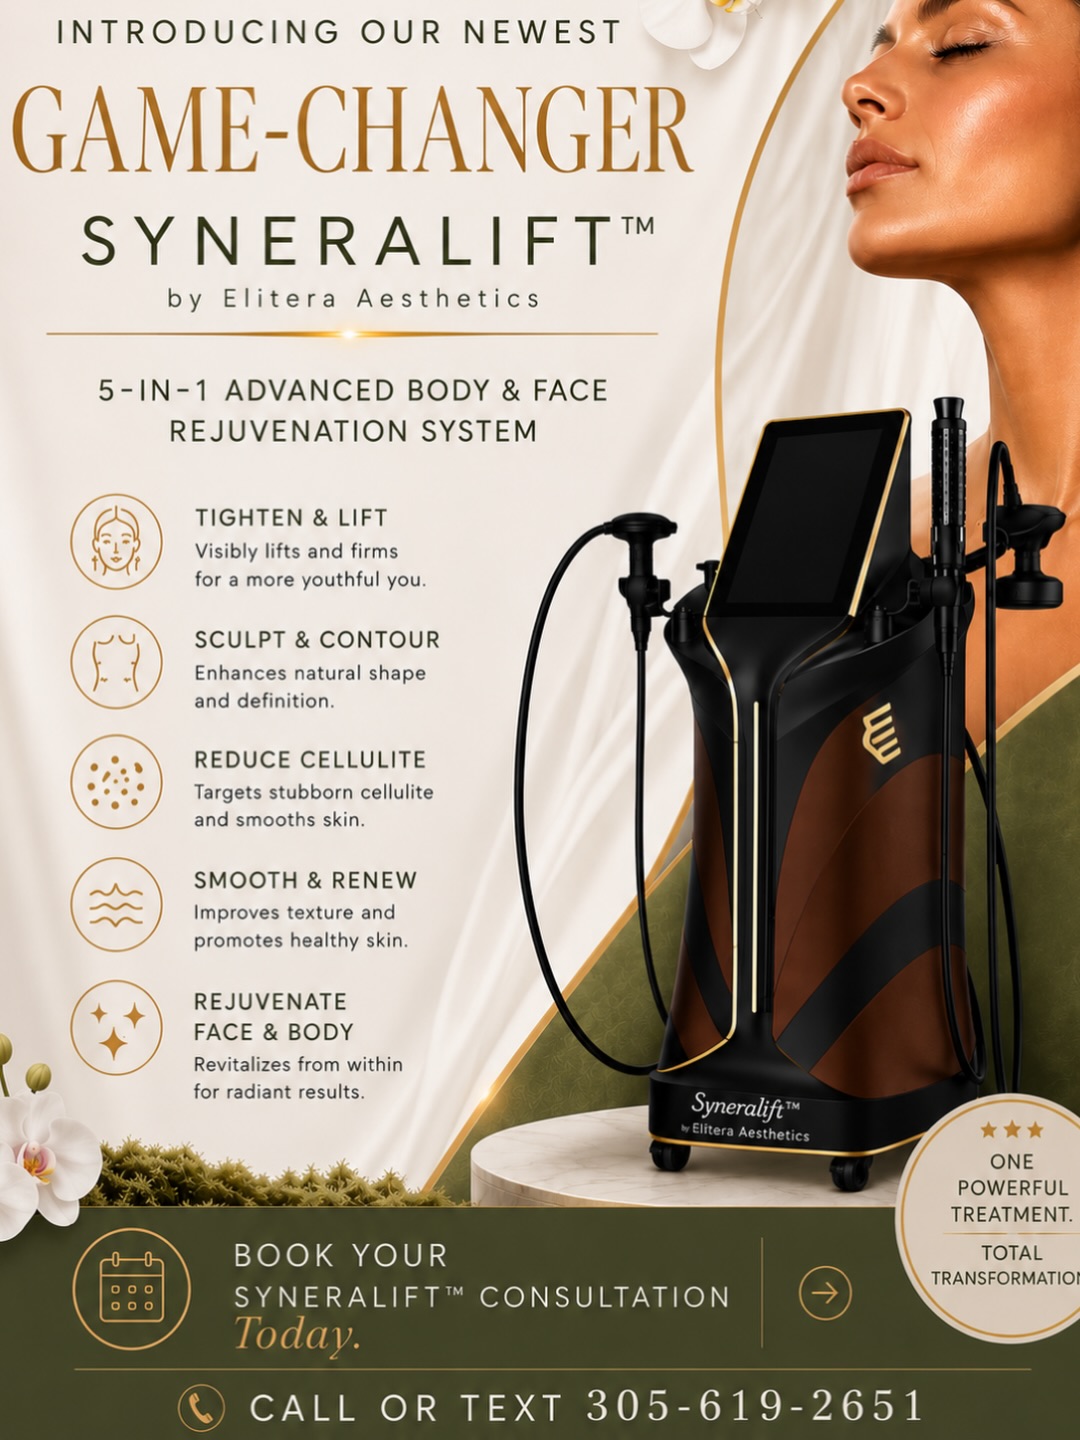 INTRODUCING OUR NEWEST
GAME-CHANGER
SYNERALIFT™
by Elitera Aesthetics
5-IN-1 ADVANCED BODY & FACE
REJUVENATION SYSTEM
TIGHTEN & LIFT
Visibly lifts and firms
for a more youthful you.
SCULPT & CONTOUR
Enhances natural shape
and definition.
REDUCE CELLULITE
Targets stubborn cellulite
and smooths skin.
SMOOTH & RENEW
Improves texture and
promotes healthy skin.
REJUVENATE
FACE & BODY
Revitalizes from within
for radiant results.
Syneralift™
by Elitera Aesthetics
ONE
POWERFUL
TREATMENT.
TOTAL
TRANSFORMATION
BOOK YOUR
SYNERALIFT™ CONSULTATION
Today.
CALL OR TEXT 305-619-2651